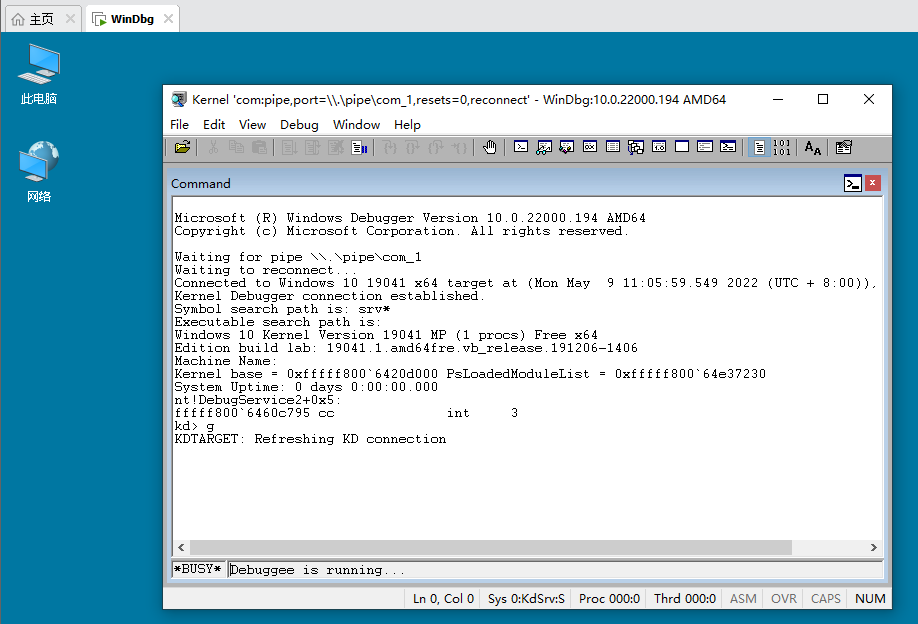 主页
WinDbg
此电脑
网络
Kernel 'com:pipe,port=\\.\pipe\com_1,resets=0,reconnect' - WinDbg:10.0.22000.194 AMD64
File Edit View Debug Window Help
Command
Microsoft (R) Windows Debugger Version 10.0.22000.194 AMD64
Copyright (c) Microsoft Corporation. All rights reserved.
Waiting for pipe \\.\pipe\com_1
Waiting to reconnect...
Connected to Windows 10 19041 x64 target at (Mon May  9 11:05:59.549 2022 (UTC + 8:00)),
Kernel Debugger connection established.
Symbol search path is: srv*
Executable search path is:
Windows 10 Kernel Version 19041 MP (1 procs) Free x64
Edition build lab: 19041.1.amd64fre.vb_release.191206-1406
Machine Name:
Kernel base = 0xfffff800`6420d000 PsLoadedModuleList = 0xfffff800`64e37230
System Uptime: 0 days 0:00:00.000
nt!DebugService2+0x5:
fffff800`6460c795 cc              int     3
kd> g
KDTARGET: Refreshing KD connection
*BUSY* Debuggee is running...
Ln 0, Col 0 Sys 0:KdSrv:S Proc 000:0 Thrd 000:0 ASM OVR CAPS NUM